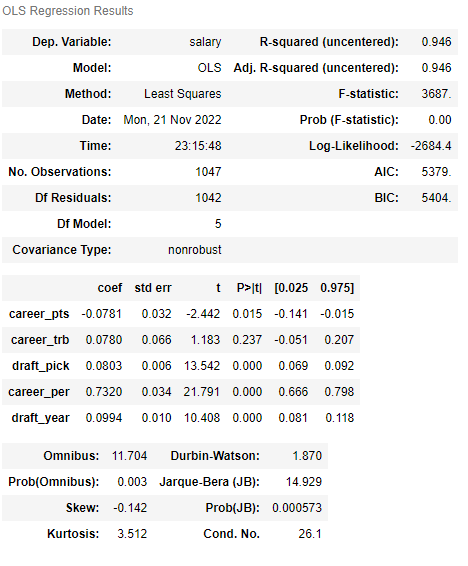 OLS Regression Results
Dep. Variable: salary R-squared (uncentered): 0.946
Model: OLS Adj. R-squared (uncentered): 0.946
Method: Least Squares F-statistic: 3687.
Date: Mon, 21 Nov 2022 Prob (F-statistic): 0.00
Time: 23:15:48 Log-Likelihood: -2684.4
No. Observations: 1047 AIC: 5379.
Df Residuals: 1042 BIC: 5404.
Df Model: 5
Covariance Type: nonrobust
coef std err t P>|t| [0.025 0.975]
career_pts -0.0781 0.032 -2.442 0.015 -0.141 -0.015
career_trb 0.0780 0.066 1.183 0.237 -0.051 0.207
draft_pick 0.0803 0.006 13.542 0.000 0.069 0.092
career_per 0.7320 0.034 21.791 0.000 0.666 0.798
draft_year 0.0994 0.010 10.408 0.000 0.081 0.118
Omnibus: 11.704 Durbin-Watson: 1.870
Prob(Omnibus): 0.003 Jarque-Bera (JB): 14.929
Skew: -0.142 Prob(JB): 0.000573
Kurtosis: 3.512 Cond. No. 26.1